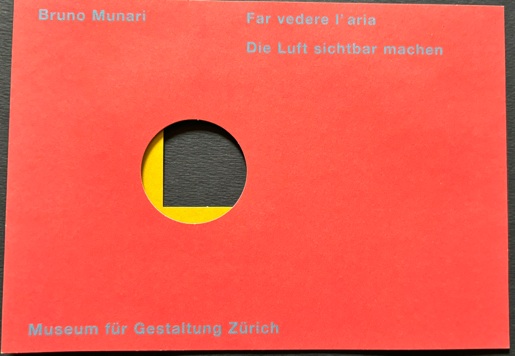 Bruno Munari
Far vedere l'aria
Die Luft sichtbar machen
Museum für Gestaltung Zürich